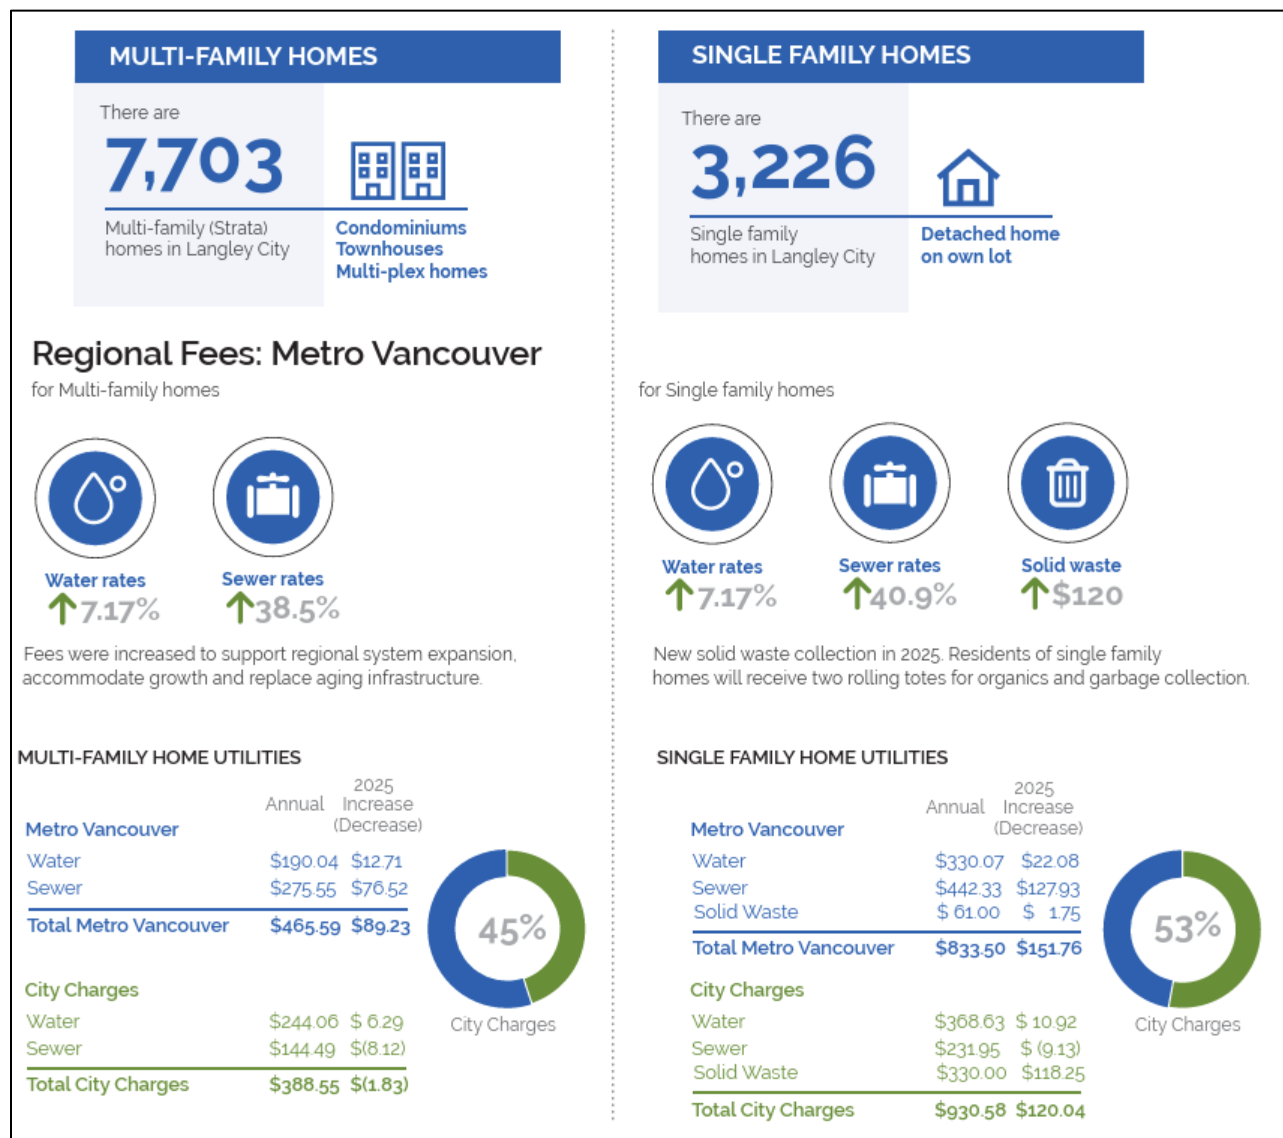 MULTI-FAMILY HOMES
There are
7,703
Multi-family (Strata)
homes in Langley City
Condominiums
Townhouses
Multi-plex homes
SINGLE FAMILY HOMES
There are
3,226
Single family
homes in Langley City
Detached home
on own lot
Regional Fees: Metro Vancouver
for Multi-family homes
Water rates
7.17%
Sewer rates
38.5%
Fees were increased to support regional system expansion,
accommodate growth and replace aging infrastructure.
for Single family homes
Water rates
7.17%
Sewer rates
40.9%
Solid waste
$120
New solid waste collection in 2025. Residents of single family
homes will receive two rolling totes for organics and garbage collection.
MULTI-FAMILY HOME UTILITIES
2025
Annual Increase
(Decrease)
Metro Vancouver
Water $190.04 $12.71
Sewer $275.55 $76.52
Total Metro Vancouver $465.59 $89.23
City Charges
Water $244.06 $ 6.29
Sewer $144.49 $(8.12)
Total City Charges $388.55 $(1.83)
45%
City Charges
SINGLE FAMILY HOME UTILITIES
2025
Annual Increase
(Decrease)
Metro Vancouver
Water $330.07 $22.08
Sewer $442.33 $127.93
Solid Waste $ 61.00 $ 1.75
Total Metro Vancouver $833.50 $151.76
City Charges
Water $368.63 $ 10.92
Sewer $231.95 $ (9.13)
Solid Waste $330.00 $118.25
Total City Charges $930.58 $120.04
53%
City Charges